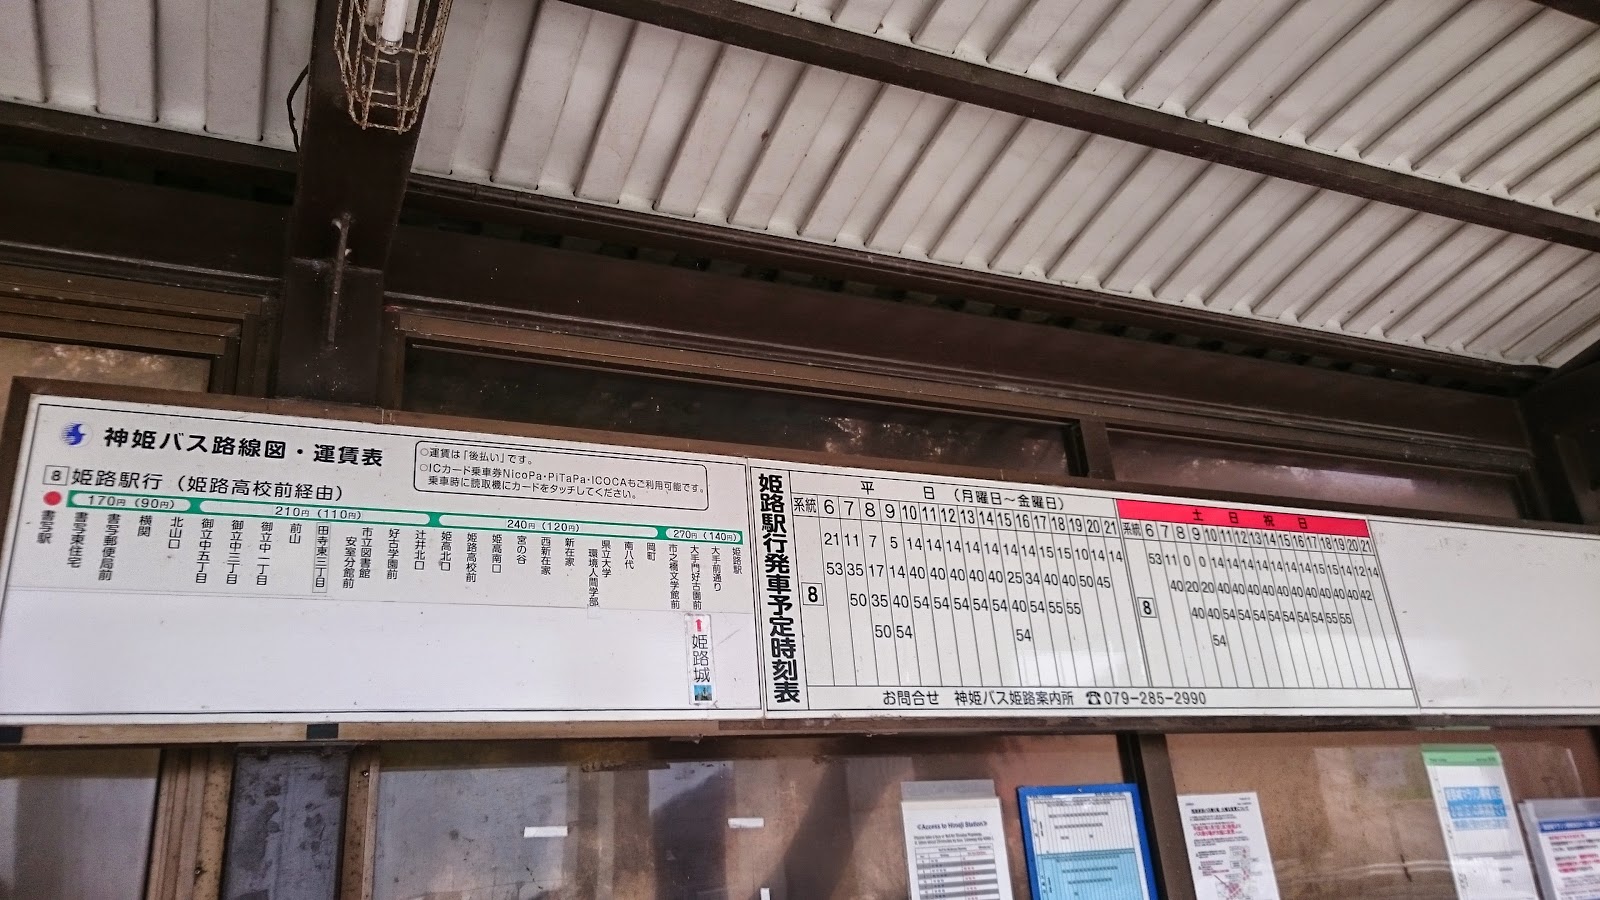 神姫バス路線図・運賃表
○運賃は「後払い」です。
○ICカード乗車券NicoPa・PiTaPa・ICOCAもご利用可能です。
乗車時に読取機にカードをタッチしてください。
8 姫路駅行（姫路高校前経由）
170円（90円） 210円（110円） 240円（120円） 270円（140円）
書写駅
書写東住宅
書写郵便局前
横関
北山口
御立中五丁目
御立中三丁目
御立中一丁目
前山
田寺東三丁目
市立図書館安室分館前
好古学園前
辻井北口
姫高北口
姫路高校前
姫高南口
宮の谷
西新在家
新在家
県立大学環境人間学部
南八代
岡町
市之橋文学館前
大手門好古園前
大手前通り
姫路駅
姫路城
姫路駅行発車予定時刻表
平日（月曜日～金曜日）
系統 6 7 8 9 10 11 12 13 14 15 16 17 18 19 20 21
21 11 7 5 14 14 14 14 14 14 14 15 15 10 14 14
8
53 35 17 14 40 40 40 40 40 25 34 40 40 50 45
50 35 40 54 54 54 54 54 40 54 55 55
50 54 54
土日祝日
系統 6 7 8 9 10 11 12 13 14 15 16 17 18 19 20 21
53 11 0 0 14 14 14 14 14 14 14 15 15 14 12 14
8
40 20 20 40 40 40 40 40 40 40 40 40 40 42
40 40 54 54 54 54 54 54 54 55 55
54
お問合せ 神姫バス姫路案内所 ☎079-285-2990
<Access to Himeji Station>